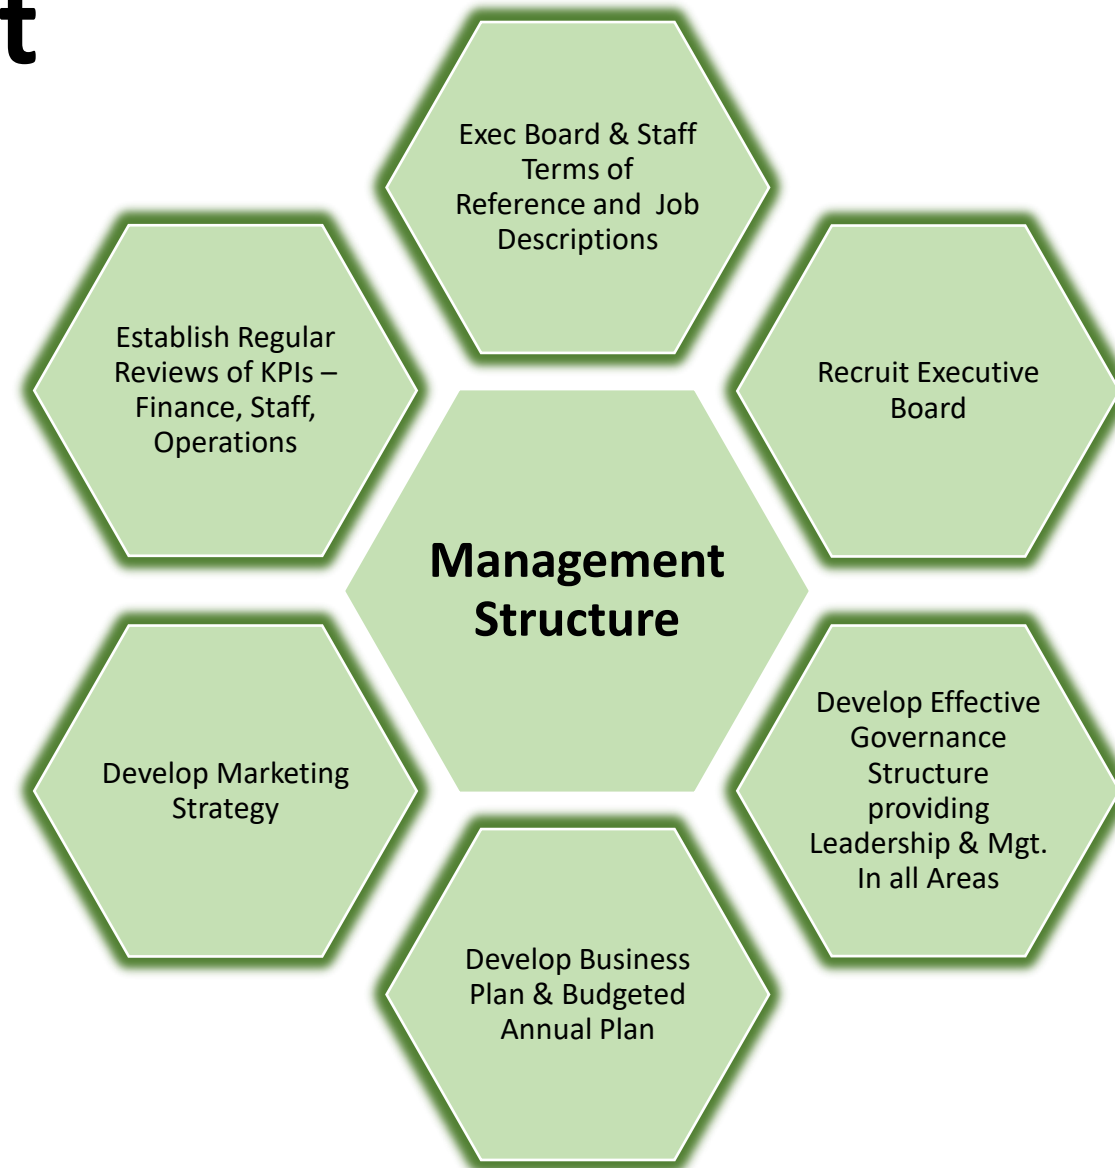 t
Exec Board & Staff
Terms of
Reference and  Job
Descriptions
Establish Regular
Reviews of KPIs –
Finance, Staff,
Operations
Recruit Executive
Board
Management
Structure
Develop Marketing
Strategy
Develop Effective
Governance
Structure
providing
Leadership & Mgt.
In all Areas
Develop Business
Plan & Budgeted
Annual Plan